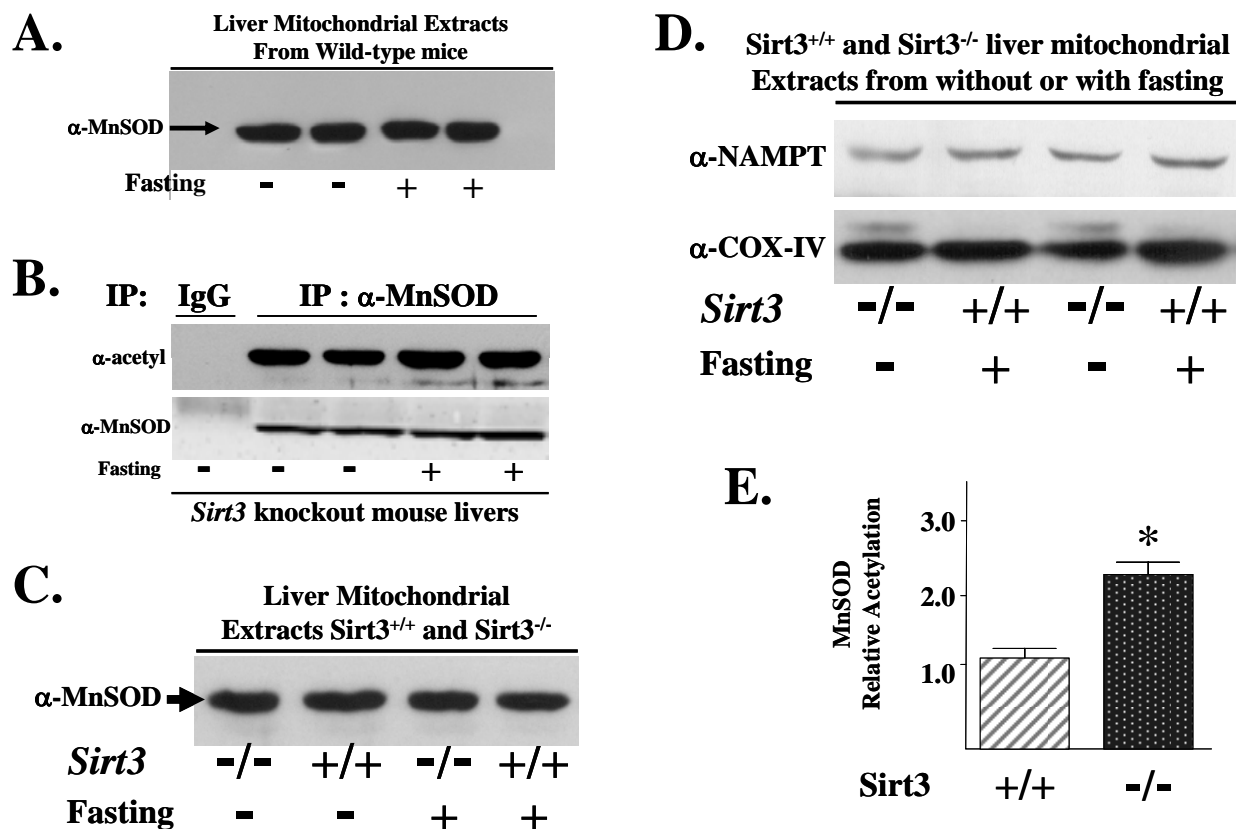 A.
Liver Mitochondrial Extracts
From Wild-type mice
α-MnSOD
Fasting - - + +
B.
IP: IgG IP : α-MnSOD
α-acetyl
α-MnSOD
Fasting - - - + +
Sirt3 knockout mouse livers
C.
Liver Mitochondrial
Extracts Sirt3+/+ and Sirt3-/-
α-MnSOD
Sirt3 -/- +/+ -/- +/+
Fasting - - + +
D.
Sirt3+/+ and Sirt3-/- liver mitochondrial
Extracts from without or with fasting
α-NAMPT
α-COX-IV
Sirt3 -/- +/+ -/- +/+
Fasting - + - +
E.
MnSOD
Relative Acetylation
3.0
2.0
1.0
*
Sirt3 +/+ -/-